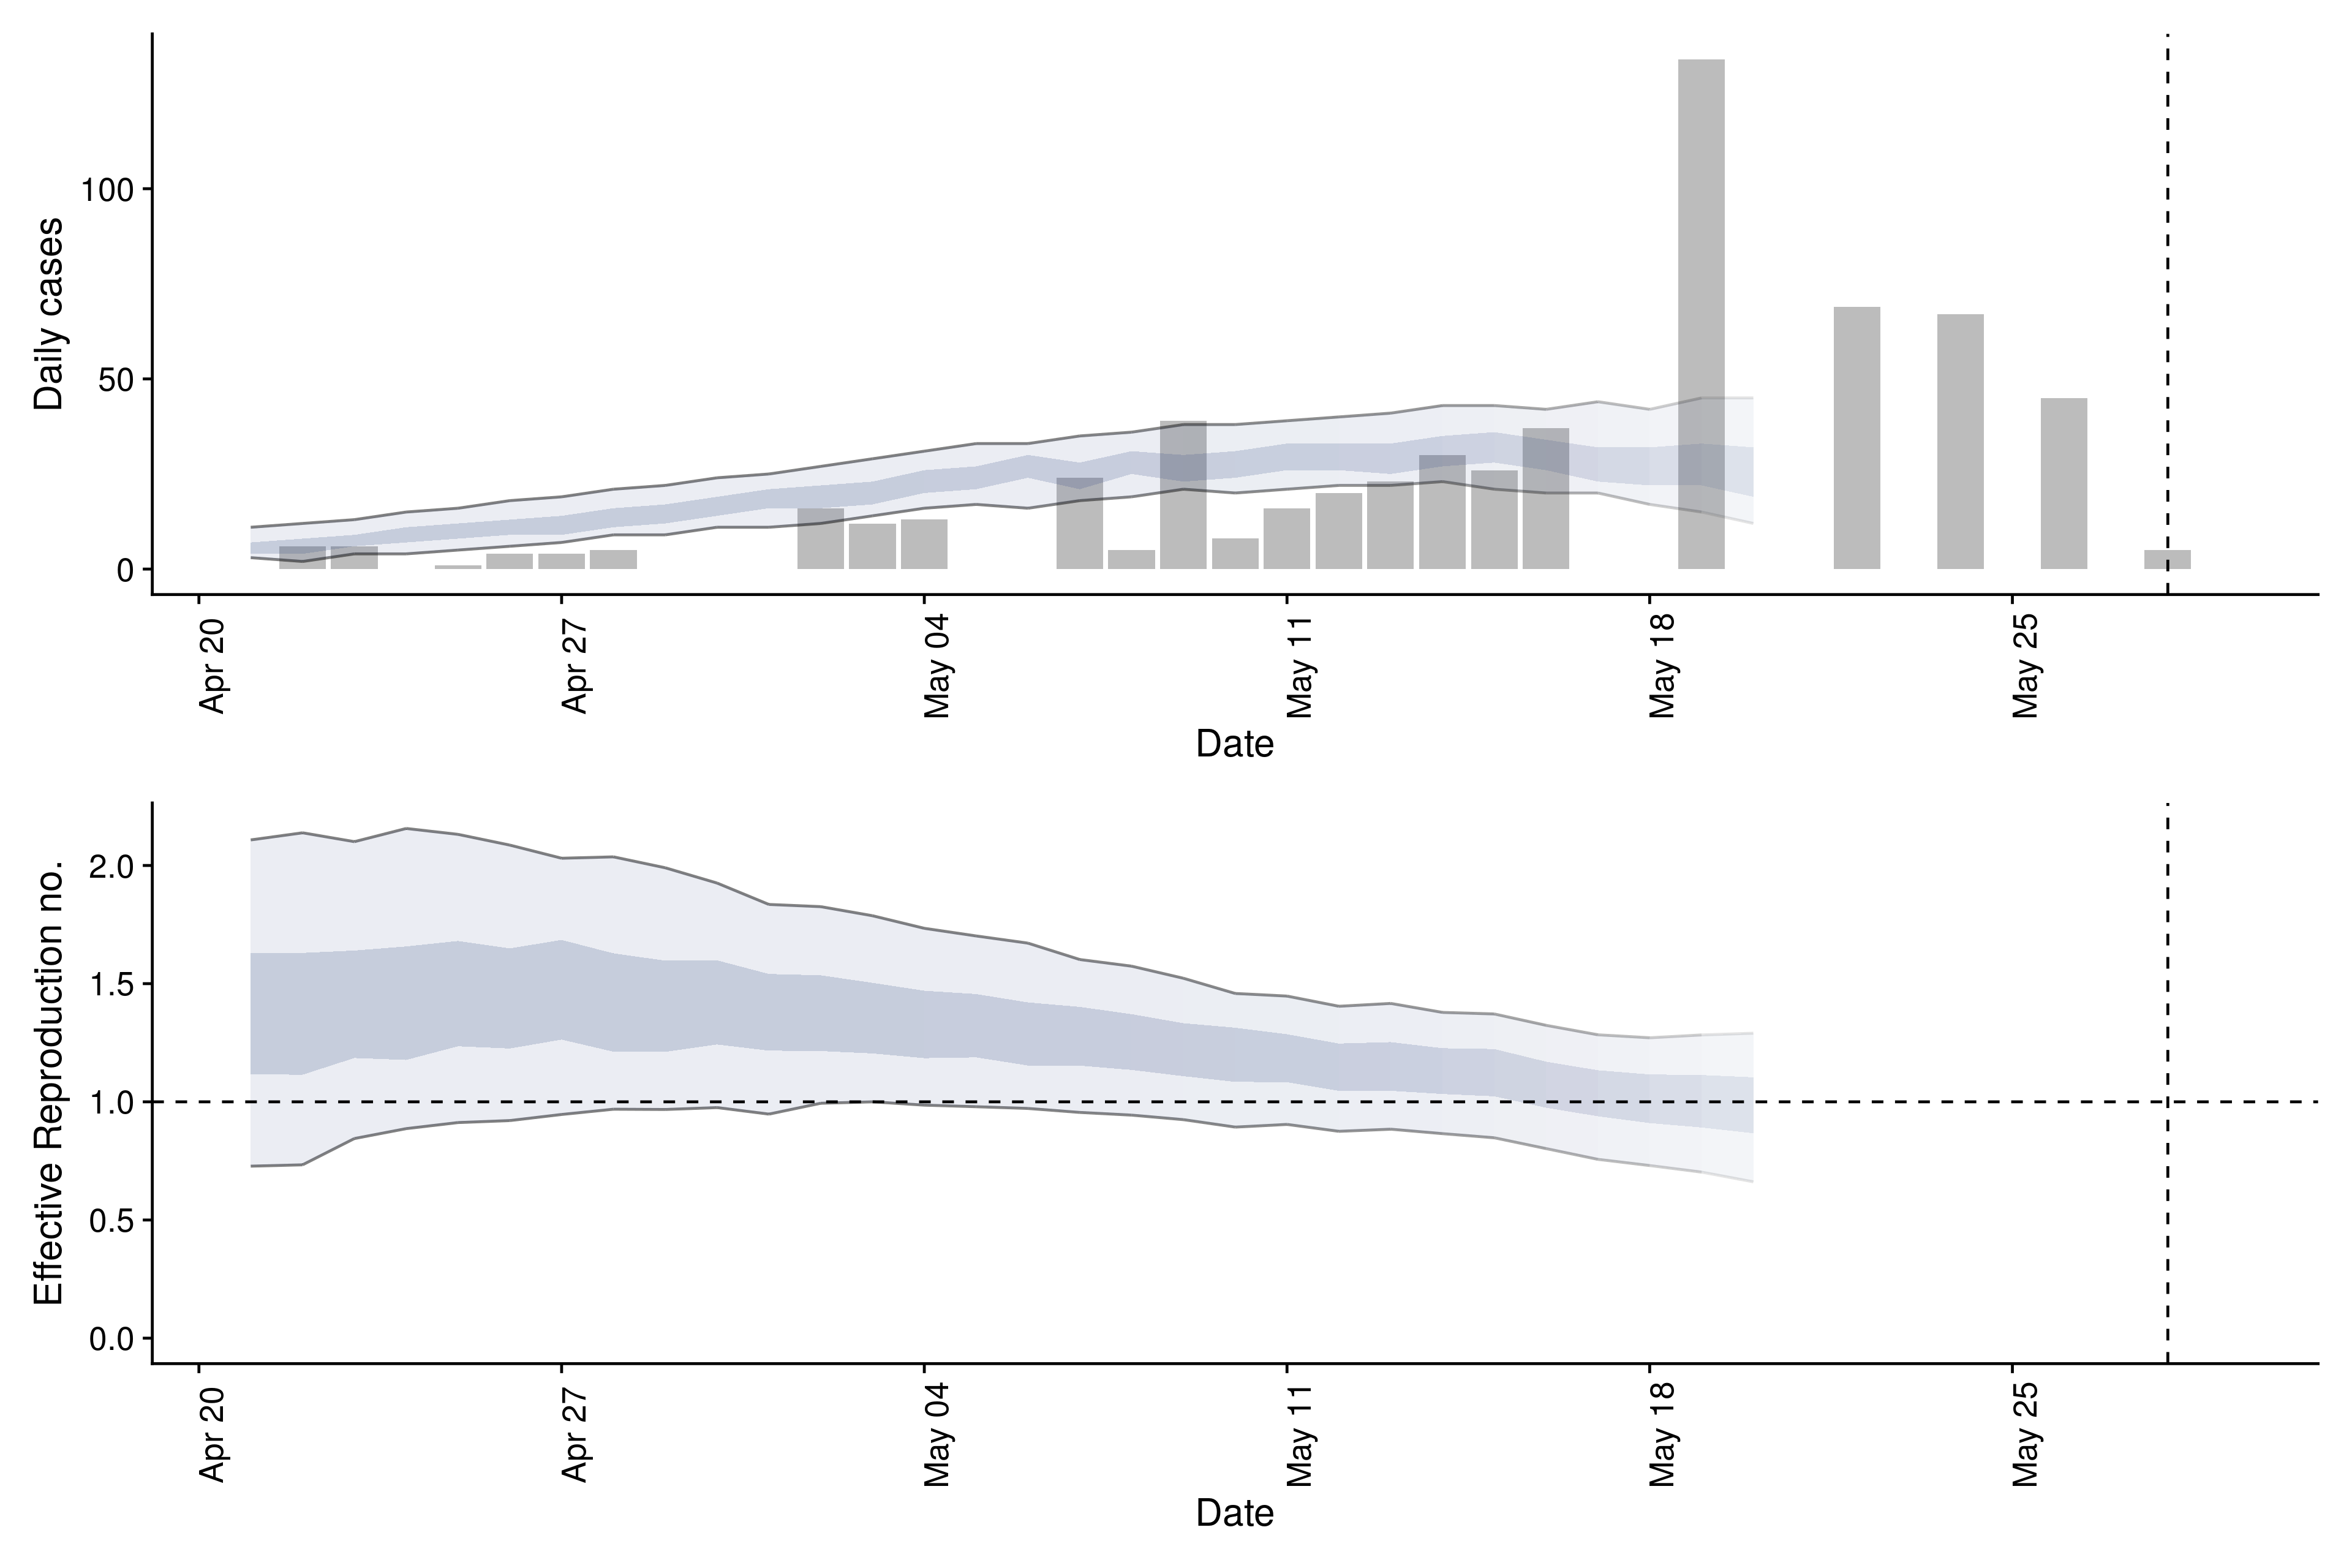 Daily cases
100
50
0
Apr 20
Apr 27
May 04
May 11
May 18
May 25
Date
Effective Reproduction no.
2.0
1.5
1.0
0.5
0.0
Apr 20
Apr 27
May 04
May 11
May 18
May 25
Date